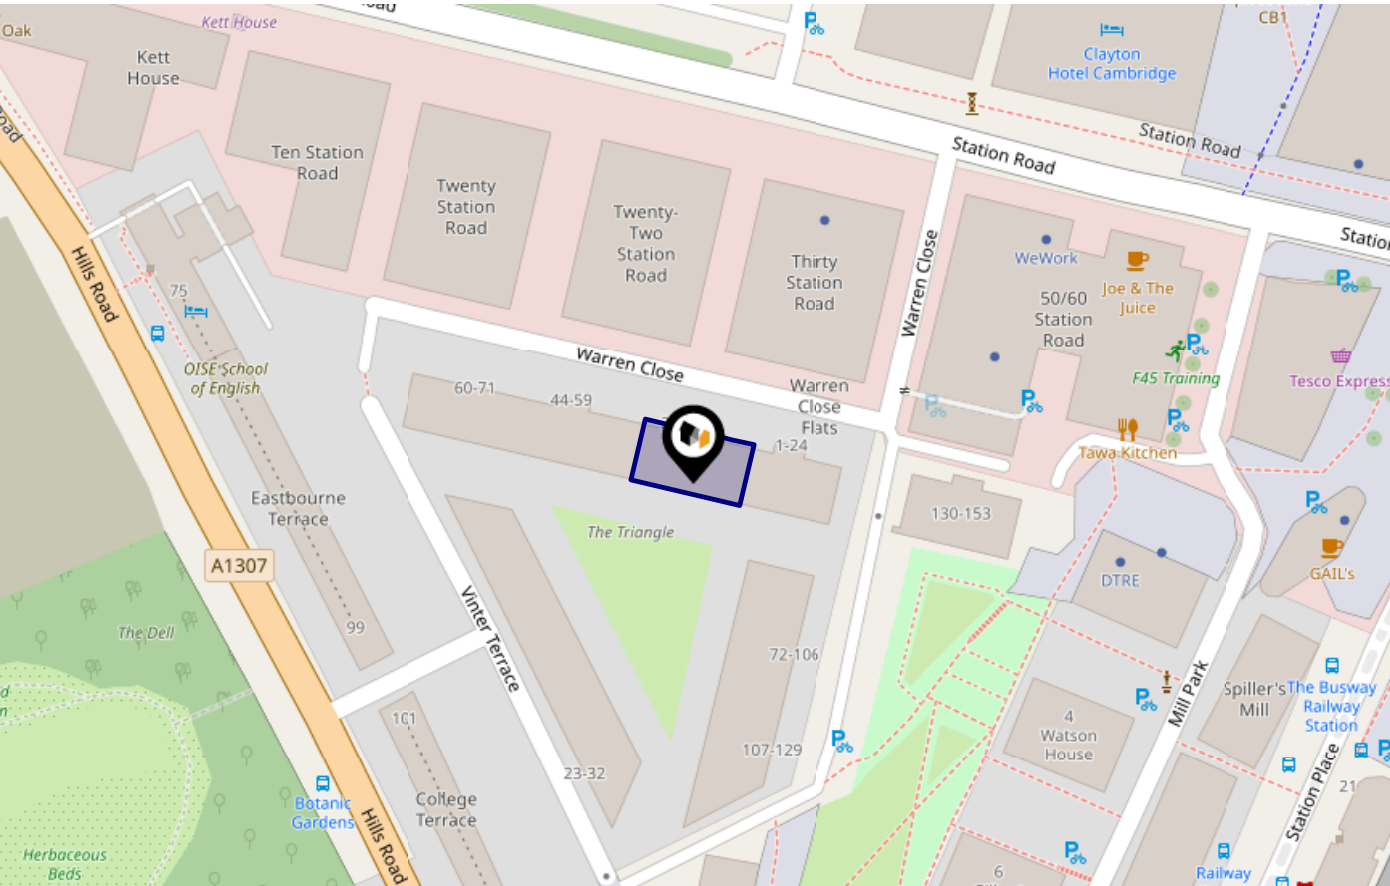 Oak
Kett House
Kett
House
Road
CB1
Clayton
Hotel Cambridge
Station Road
Station Road
Ten Station
Road
Twenty
Station
Road
Twenty-
Two
Station
Road
Thirty
Station
Road
Warren Close
WeWork
Joe & The
Juice
50/60
Station
Road
F45 Training
Tawa Kitchen
Tesco Express
Hills Road
75
OISE School
of English
Warren Close
60-71
44-59
Warren
Close
Flats
1-24
130-153
The Triangle
Eastbourne
Terrace
A1307
99
The Dell
Vinter Terrace
72-106
107-129
23-32
101
College
Terrace
Botanic
Gardens
Hills Road
Herbaceous
Beds
DTRE
GAIL's
Mill Park
4
Watson
House
Spiller's
Mill
The Busway
Railway
Station
Station Place
21
6
Railway